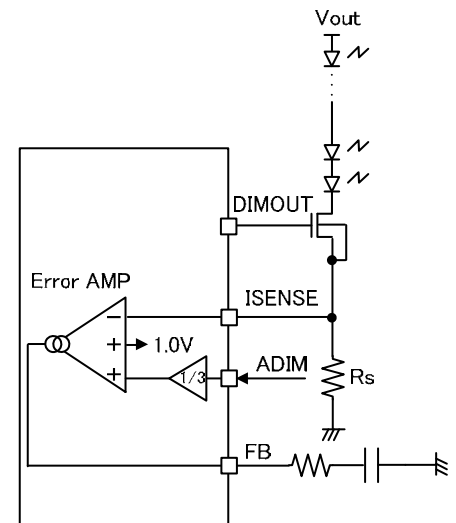 Vout
DIMOUT
Error AMP
ISENSE
−
+
1.0V
+
1/3
ADIM
Rs
FB